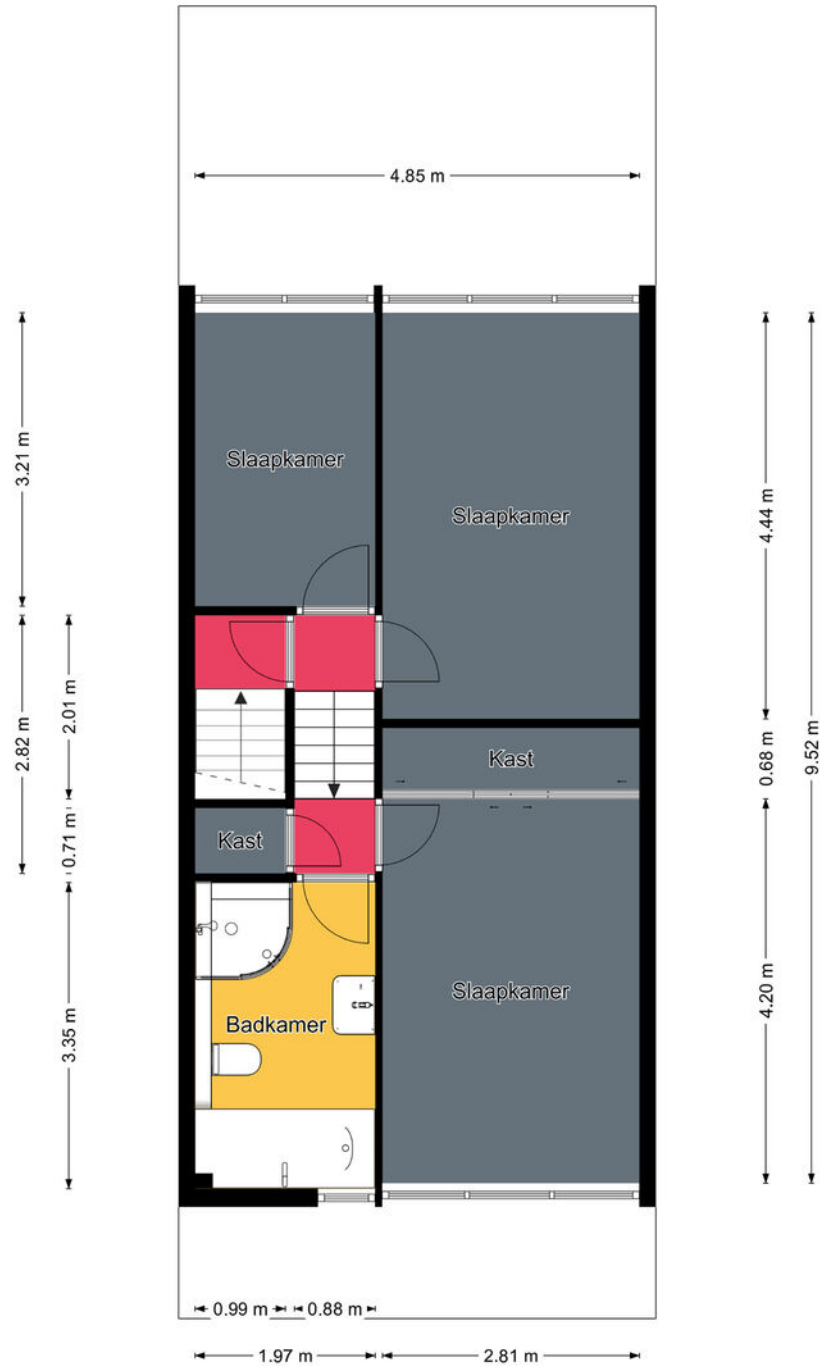 4.85 m
3.21 m
Slaapkamer
Slaapkamer
4.44 m
2.82 m
2.01 m
9.52 m
Kast
0.68 m
0.71 m
Kast
Slaapkamer
4.20 m
Badkamer
3.35 m
0.99 m
0.88 m
1.97 m
2.81 m